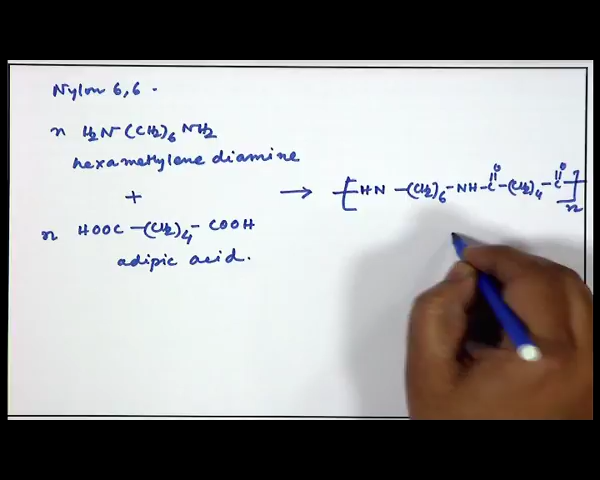 Nylon 6,6 .
n H2N (CH2)6 NH2
hexamethylene diamine
+
n HOOC -(CH2)4- COOH
adipic acid.
→ [HN -(CH2)6- NH - C(=O) -(CH2)4 - C(=O)]n